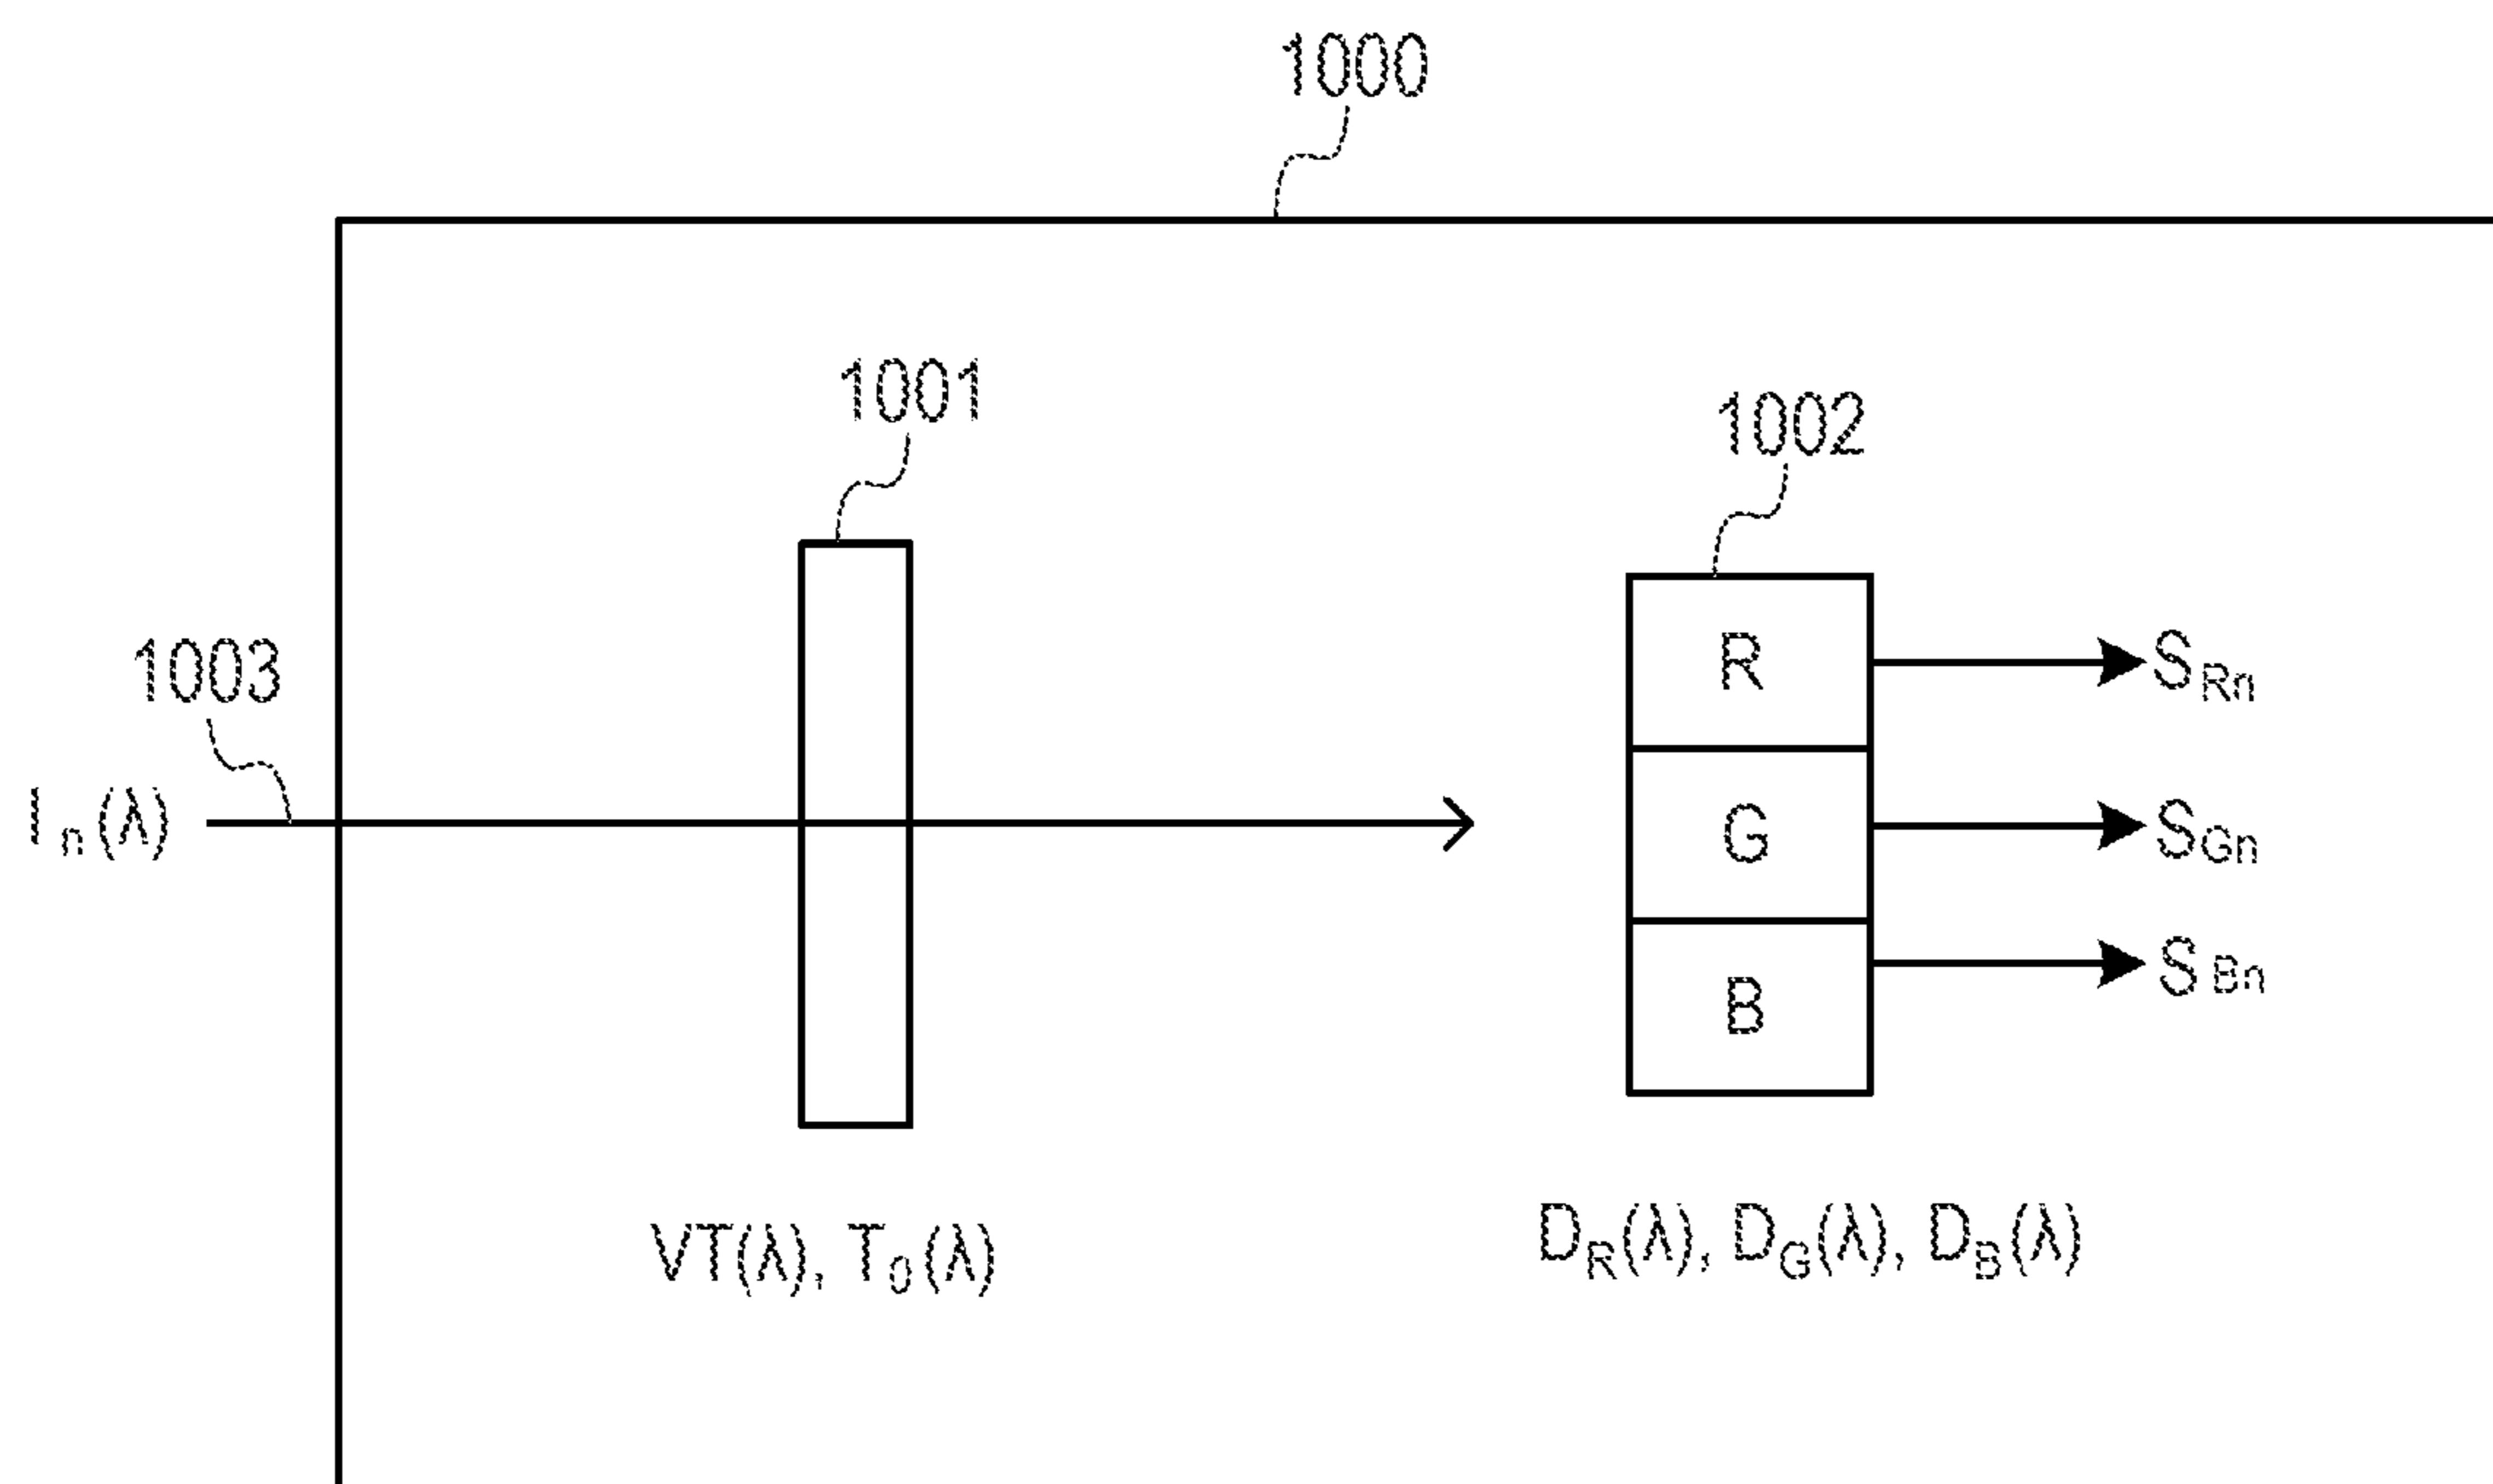 1000
1001
1002
1003
R
S_Rn
I_n(λ)
G
S_Gn
B
S_Bn
VT(λ), T_0(λ)
D_R(λ), D_G(λ), D_B(λ)